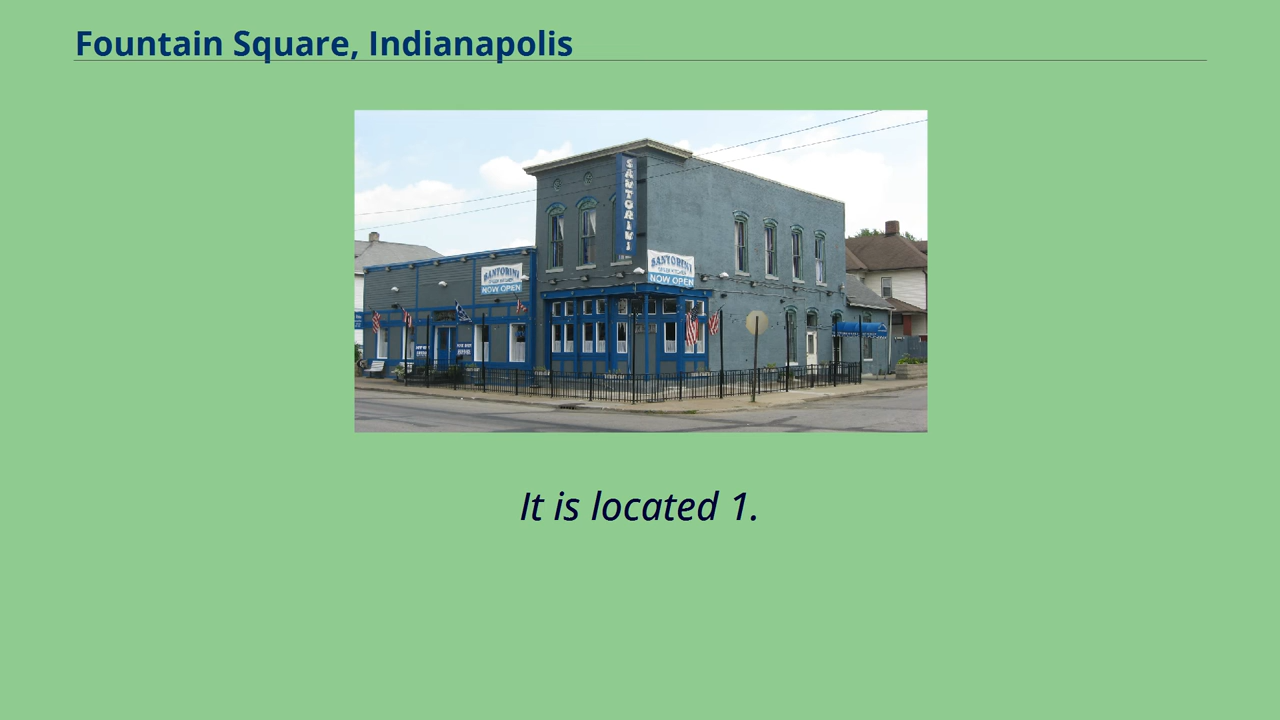 Fountain Square, Indianapolis
SANTORINI
SANTORINI
NOW OPEN
SANTORINI
NOW OPEN
It is located 1.